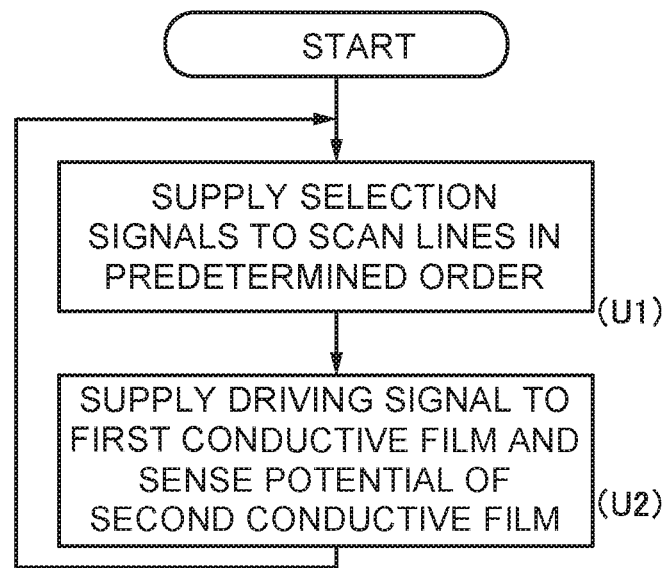 START
SUPPLY SELECTION
SIGNALS TO SCAN LINES IN
PREDETERMINED ORDER
(U1)
SUPPLY DRIVING SIGNAL TO
FIRST CONDUCTIVE FILM AND
SENSE POTENTIAL OF
SECOND CONDUCTIVE FILM
(U2)